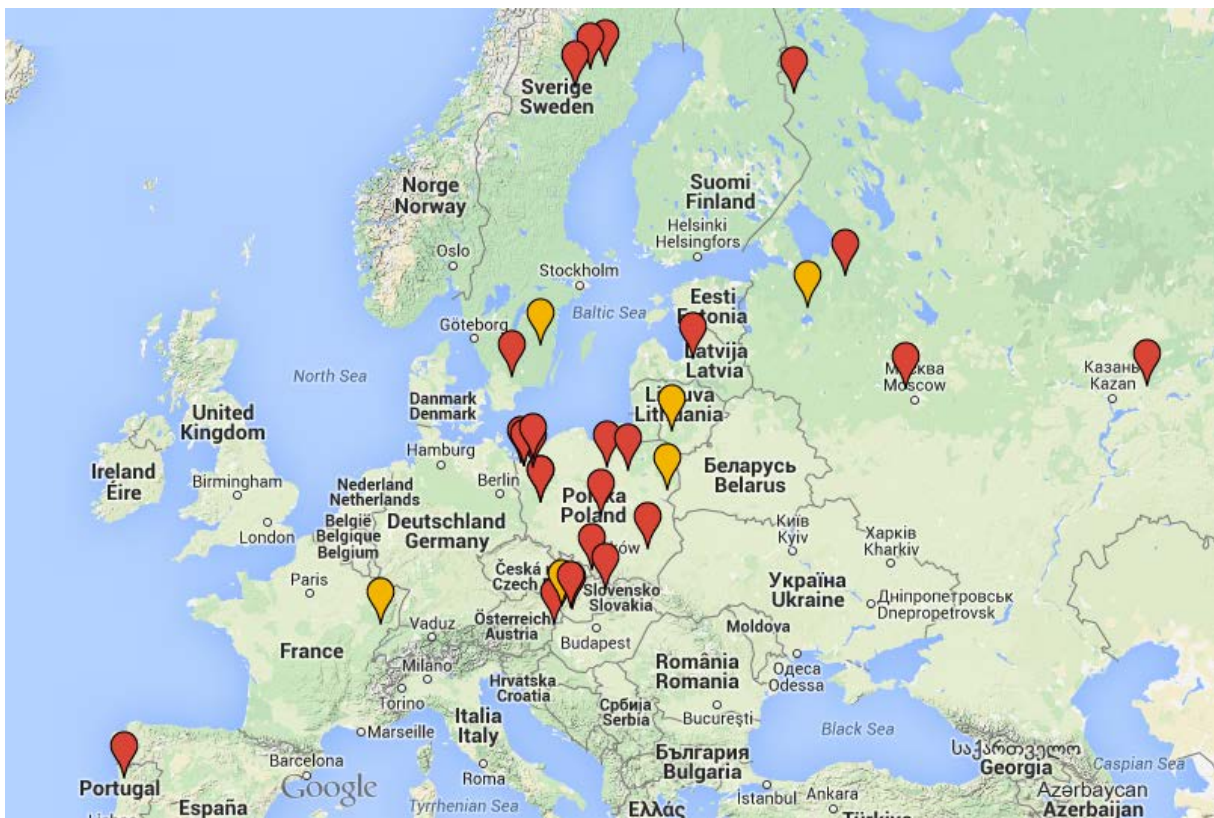 Sverige
Sweden
Norge
Norway
Suomi
Finland
Helsinki
Helsingfors
Oslo
Stockholm
Eesti
Estonia
Baltic Sea
Göteborg
Latvija
Latvia
Москва
Moscow
Казань
Kazan
North Sea
Danmark
Denmark
Lietuva
Lithuania
United
Kingdom
Hamburg
Беларусь
Belarus
Ireland
Éire
Birmingham
Nederland
Netherlands
Berlin
Polska
Poland
London
België
Belgique
Belgium
Deutschland
Germany
Київ
Kyiv
Харків
Kharkiv
Paris
Česká
Czech
Slovensko
Slovakia
Україна
Ukraine
Дніпропетровськ
Dnepropetrovsk
Vaduz
Österreich
Austria
Budapest
Moldova
France
Milano
România
Romania
Одеса
Odessa
Torino
Hrvatska
Croatia
Србија
Serbia
București
Marseille
Italia
Italy
Black Sea
България
Bulgaria
საქართველო
Georgia
Caspian Sea
Barcelona
Google
Roma
Portugal
España
Tyrrhenian Sea
Ελλάς
İstanbul
Ankara
Azərbaycan
Azerbaijan